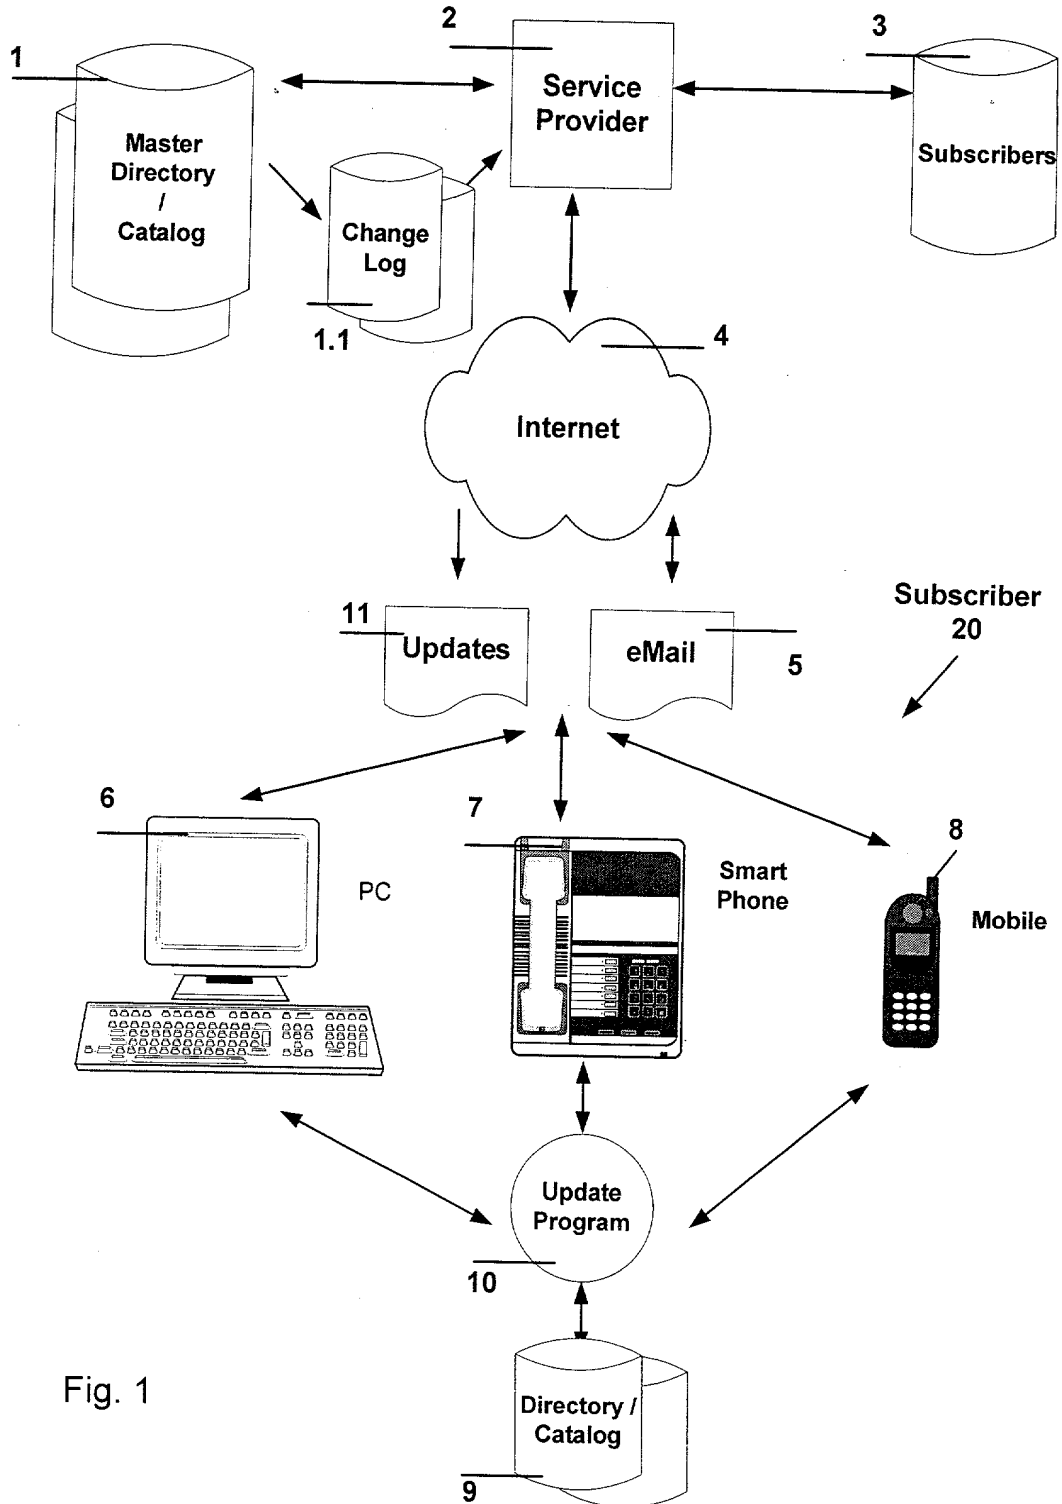 2
3
1
Service
Provider
Master
Directory
/
Catalog
Subscribers
Change
Log
1.1
4
Internet
Subscriber
20
11
Updates
eMail
5
6
7
8
PC
Smart
Phone
Mobile
Update
Program
10
Fig. 1
Directory /
Catalog
9